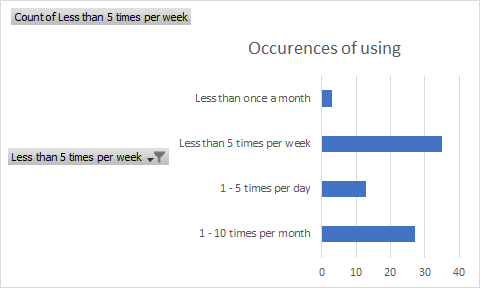 Count of Less than 5 times per week
Occurences of using
Less than once a month
Less than 5 times per week
Less than 5 times per week
1 - 5 times per day
1 - 10 times per month
0 10 20 30 40